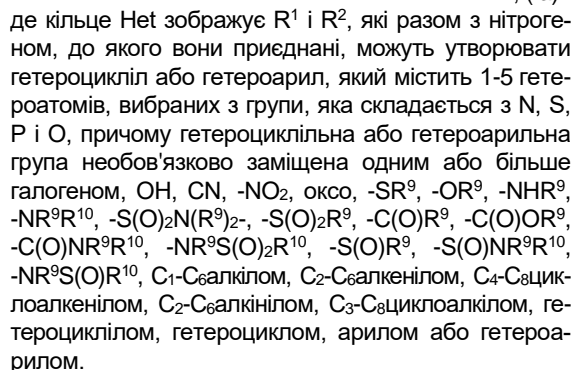 де кільце Het зображує R¹ і R², які разом з нітроге-
ном, до якого вони приєднані, можуть утворювати
гетероцикліл або гетероарил, який містить 1-5 гете-
роатомів, вибраних з групи, яка складається з N, S,
P і O, причому гетероциклільна або гетероарильна
група необов'язково заміщена одним або більше
галогеном, OH, CN, -NO₂, оксо, -SR⁹, -OR⁹, -NHR⁹,
-NR⁹R¹⁰, -S(O)₂N(R⁹)₂-, -S(O)₂R⁹, -C(O)R⁹, -C(O)OR⁹,
-C(O)NR⁹R¹⁰, -NR⁹S(O)₂R¹⁰, -S(O)R⁹, -S(O)NR⁹R¹⁰,
-NR⁹S(O)R¹⁰, C₁-C₆алкілом, C₂-C₆алкенілом, C₄-C₈цик-
лоалкенілом, C₂-C₆алкінілом, C₃-C₈циклоалкілом, ге-
тероциклілом, гетероциклом, арилом або гетероа-
рилом.